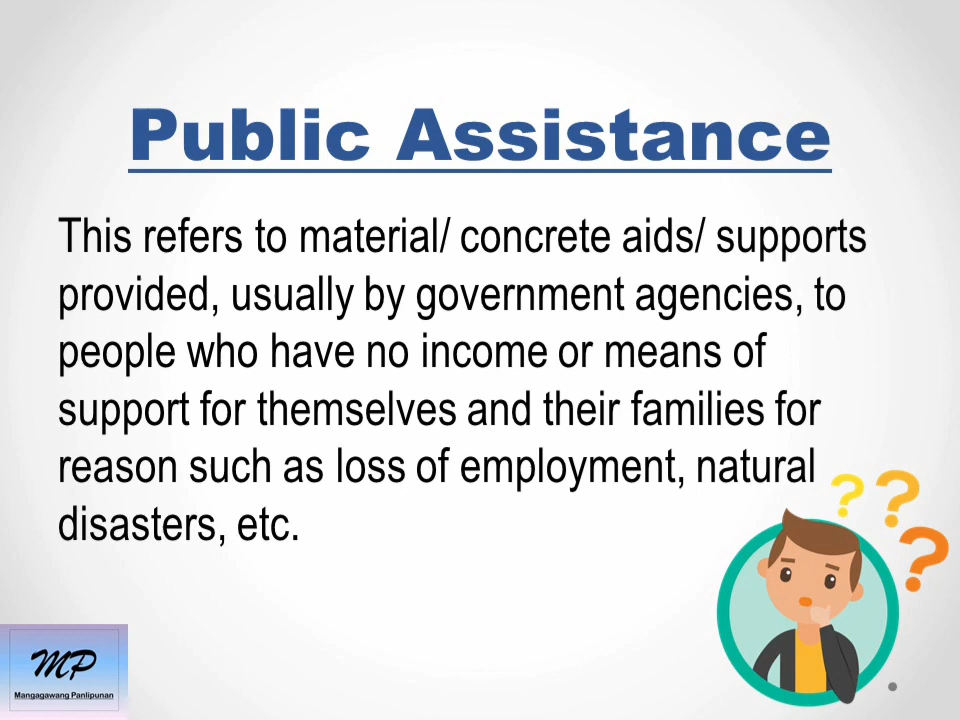 Public Assistance
This refers to material/ concrete aids/ supports
provided, usually by government agencies, to
people who have no income or means of
support for themselves and their families for
reason such as loss of employment, natural
disasters, etc.
? ? ?
MP
Mangagawang Panlipunan